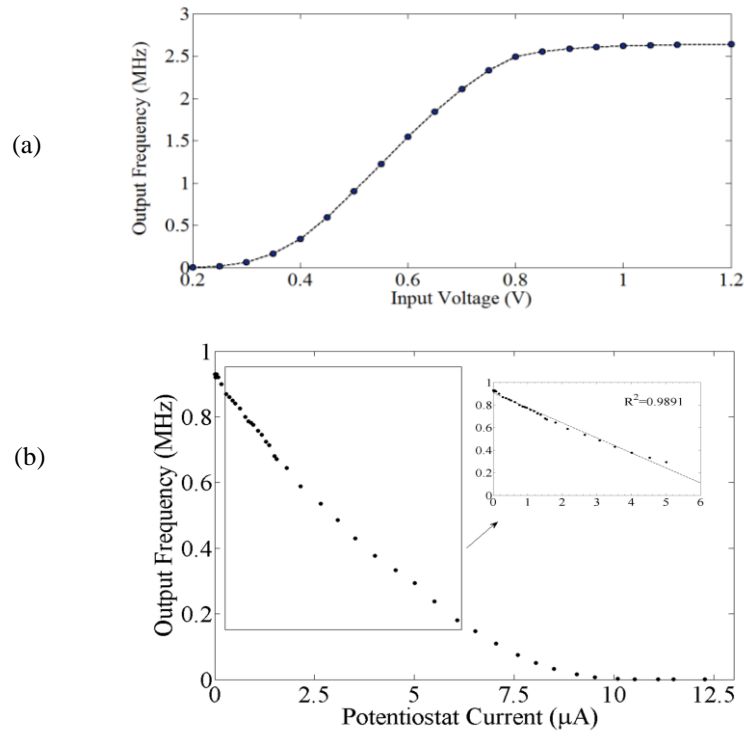 (a)
Output Frequency (MHz)
3
2.5
2
1.5
1
0.5
0
0.2 0.4 0.6 0.8 1 1.2
Input Voltage (V)
(b)
Output Frequency (MHz)
1
0.8
0.6
0.4
0.2
0
0 2.5 5 7.5 10 12.5
Potentiostat Current (μA)
1
0.8
0.6
0.4
0.2
0
0 1 2 3 4 5 6
R²=0.9891